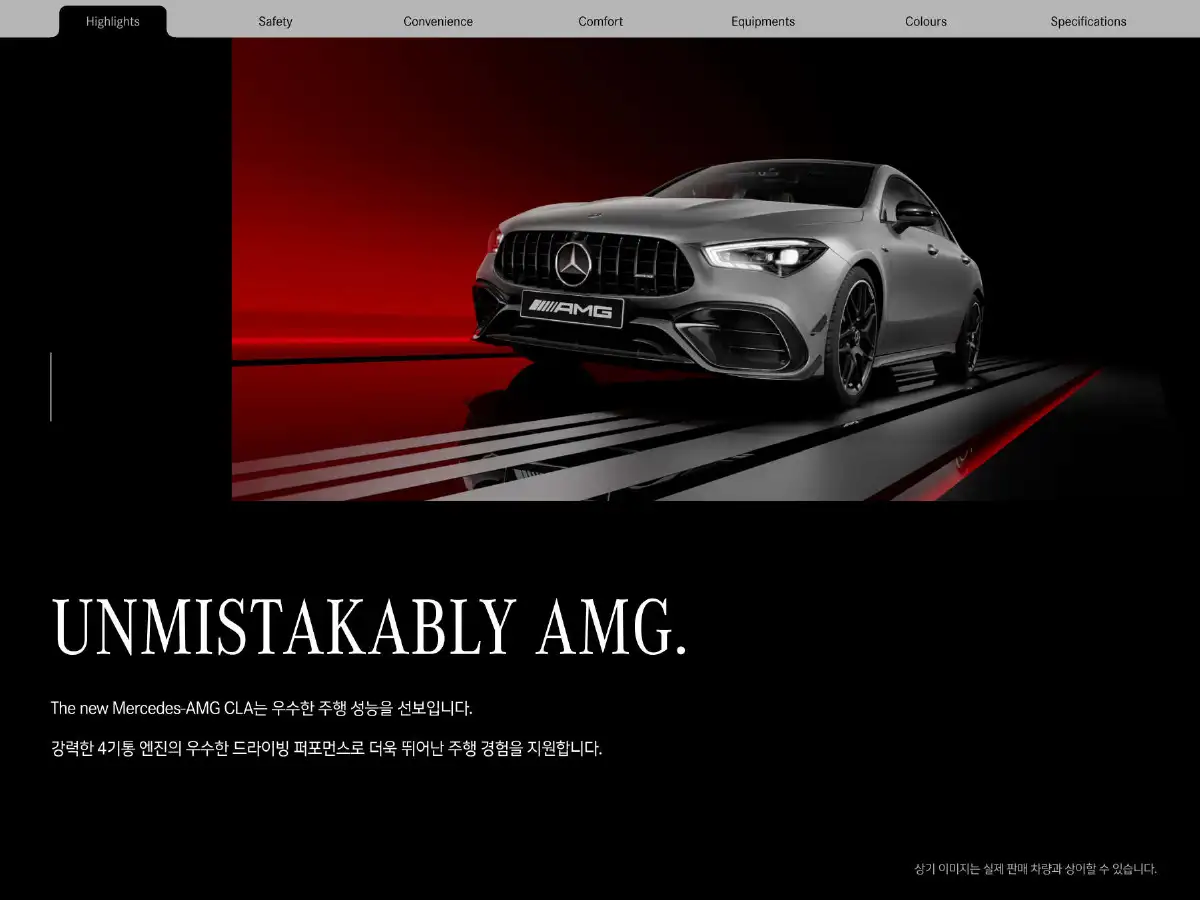 Highlights
Safety
Convenience
Comfort
Equipments
Colours
Specifications
AMG
UNMISTAKABLY AMG.
The new Mercedes-AMG CLA는 우수한 주행 성능을 선보입니다.
강력한 4기통 엔진의 우수한 드라이빙 퍼포먼스로 더욱 뛰어난 주행 경험을 지원합니다.
상기 이미지는 실제 판매 차량과 상이할 수 있습니다.